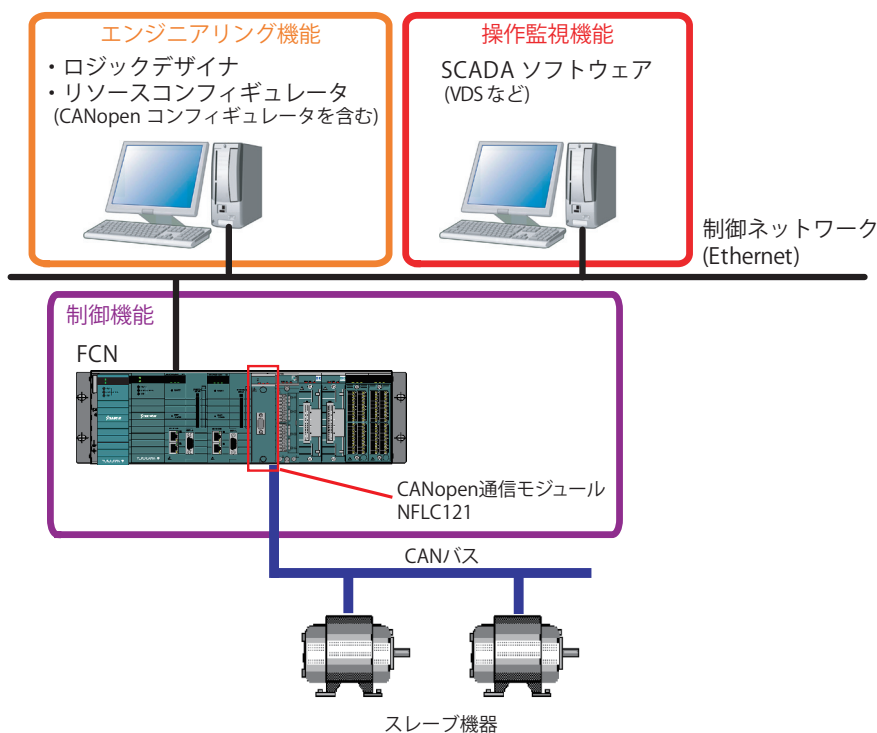 エンジニアリング機能
・ロジックデザイナ
・リソースコンフィギュレータ
(CANopen コンフィギュレータを含む)
操作監視機能
SCADA ソフトウェア
(VDS など)
制御ネットワーク
(Ethernet)
制御機能
FCN
CANopen通信モジュール
NFLC121
CANバス
スレーブ機器